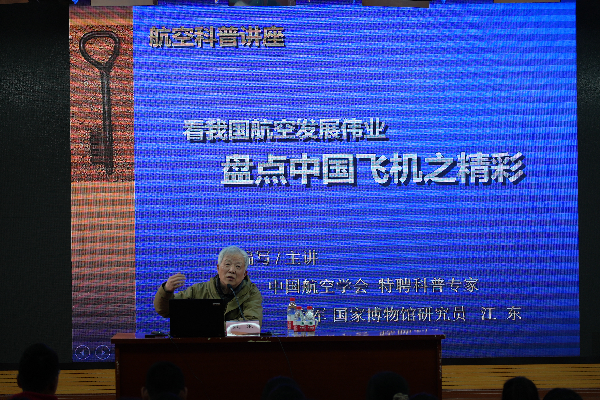 航空科普讲座
看我国航空发展伟业
盘点中国飞机之精彩
写/主讲
中国航空学会 特聘科普专家
国家博物馆研究员 江 东